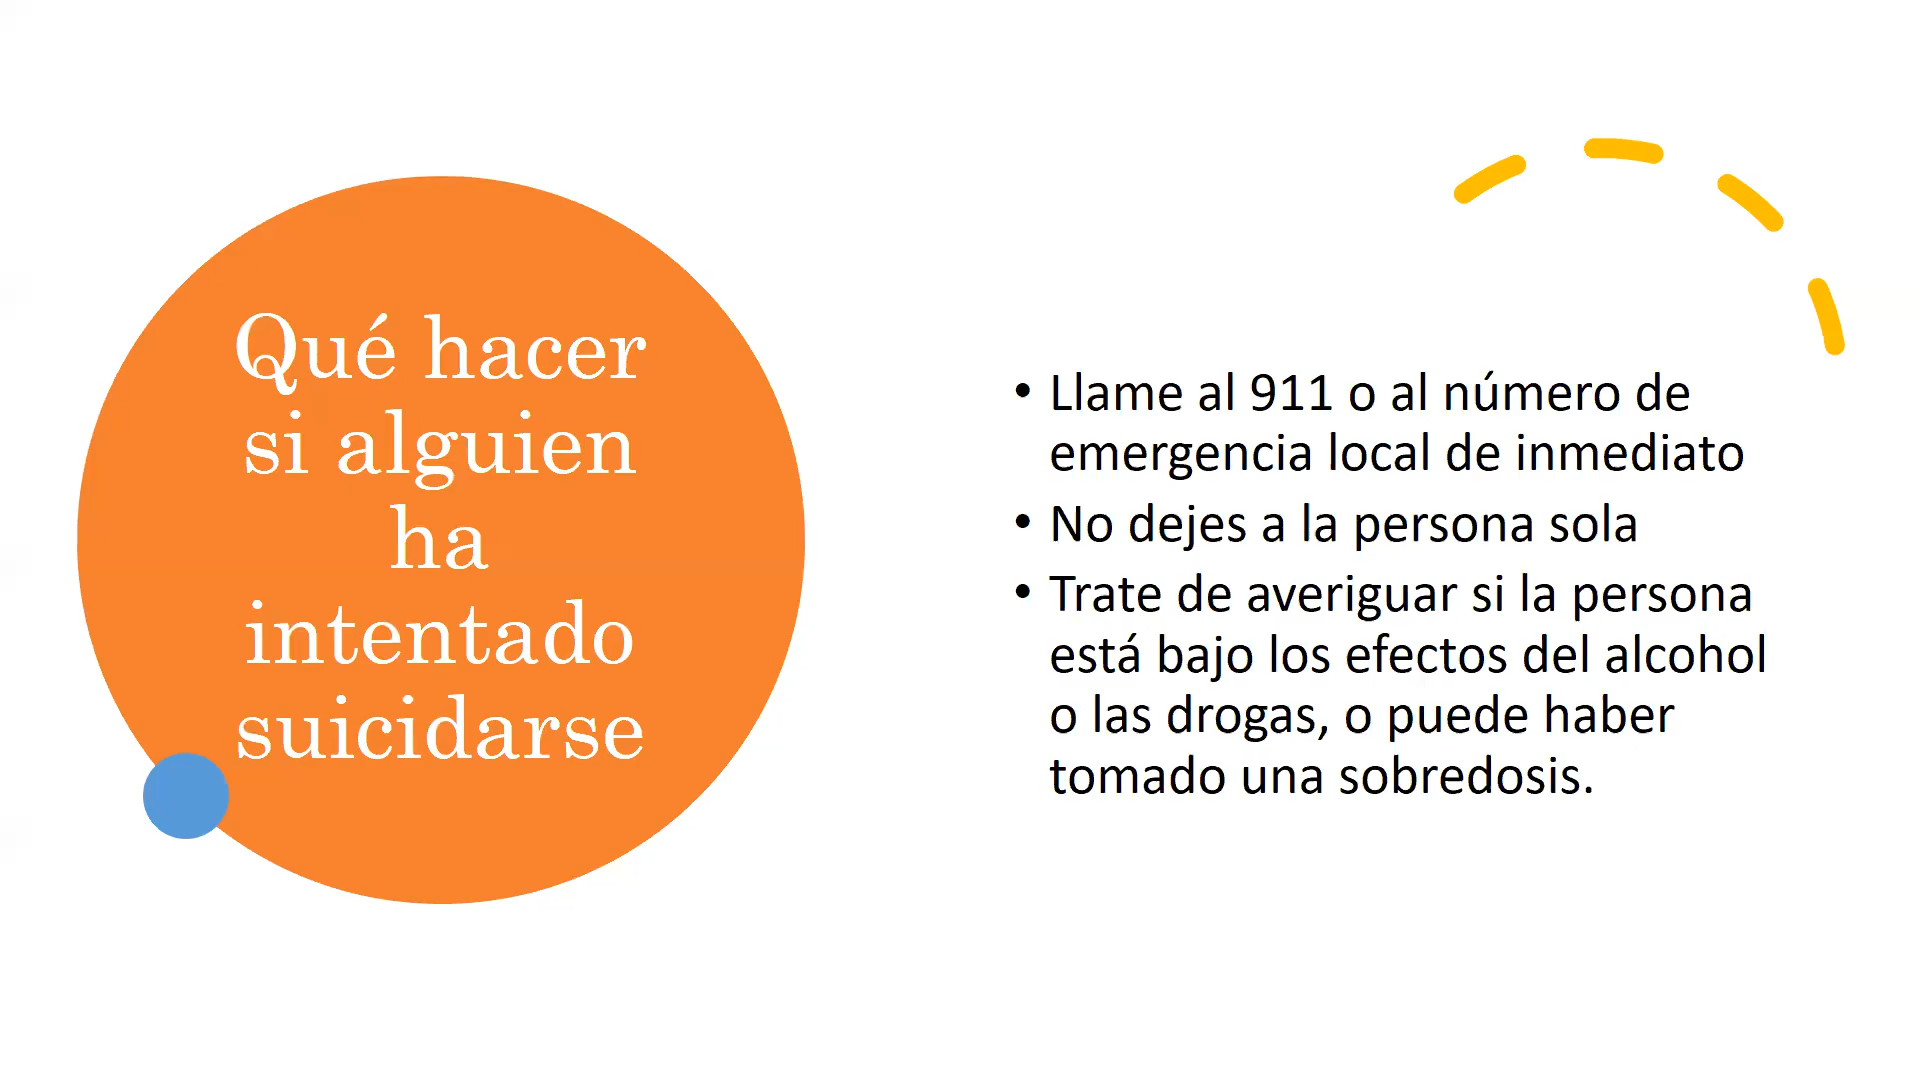 Qué hacer
si alguien
ha
intentado
suicidarse
• Llame al 911 o al número de
emergencia local de inmediato
• No dejes a la persona sola
• Trate de averiguar si la persona
está bajo los efectos del alcohol
o las drogas, o puede haber
tomado una sobredosis.